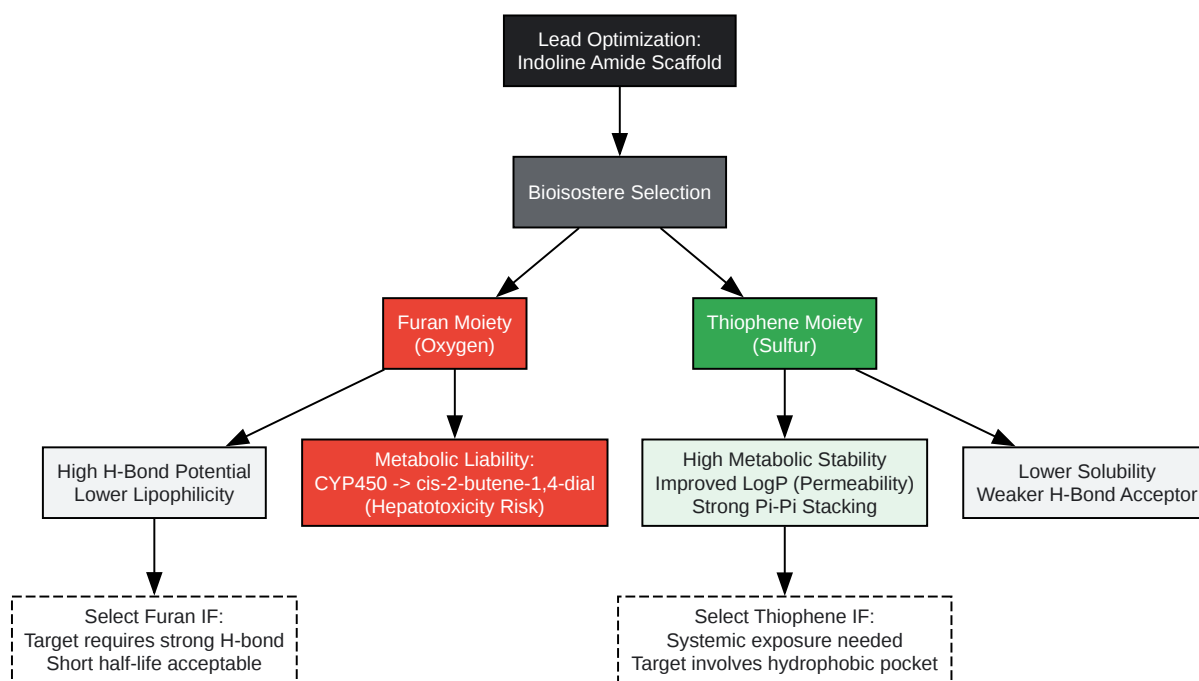 Lead Optimization:
Indoline Amide Scaffold
Bioisostere Selection
Furan Moiety
(Oxygen)
Thiophene Moiety
(Sulfur)
High H-Bond Potential
Lower Lipophilicity
Metabolic Liability:
CYP450 -> cis-2-butene-1,4-dial
(Hepatotoxicity Risk)
High Metabolic Stability
Improved LogP (Permeability)
Strong Pi-Pi Stacking
Lower Solubility
Weaker H-Bond Acceptor
Select Furan IF:
Target requires strong H-bond
Short half-life acceptable
Select Thiophene IF:
Systemic exposure needed
Target involves hydrophobic pocket